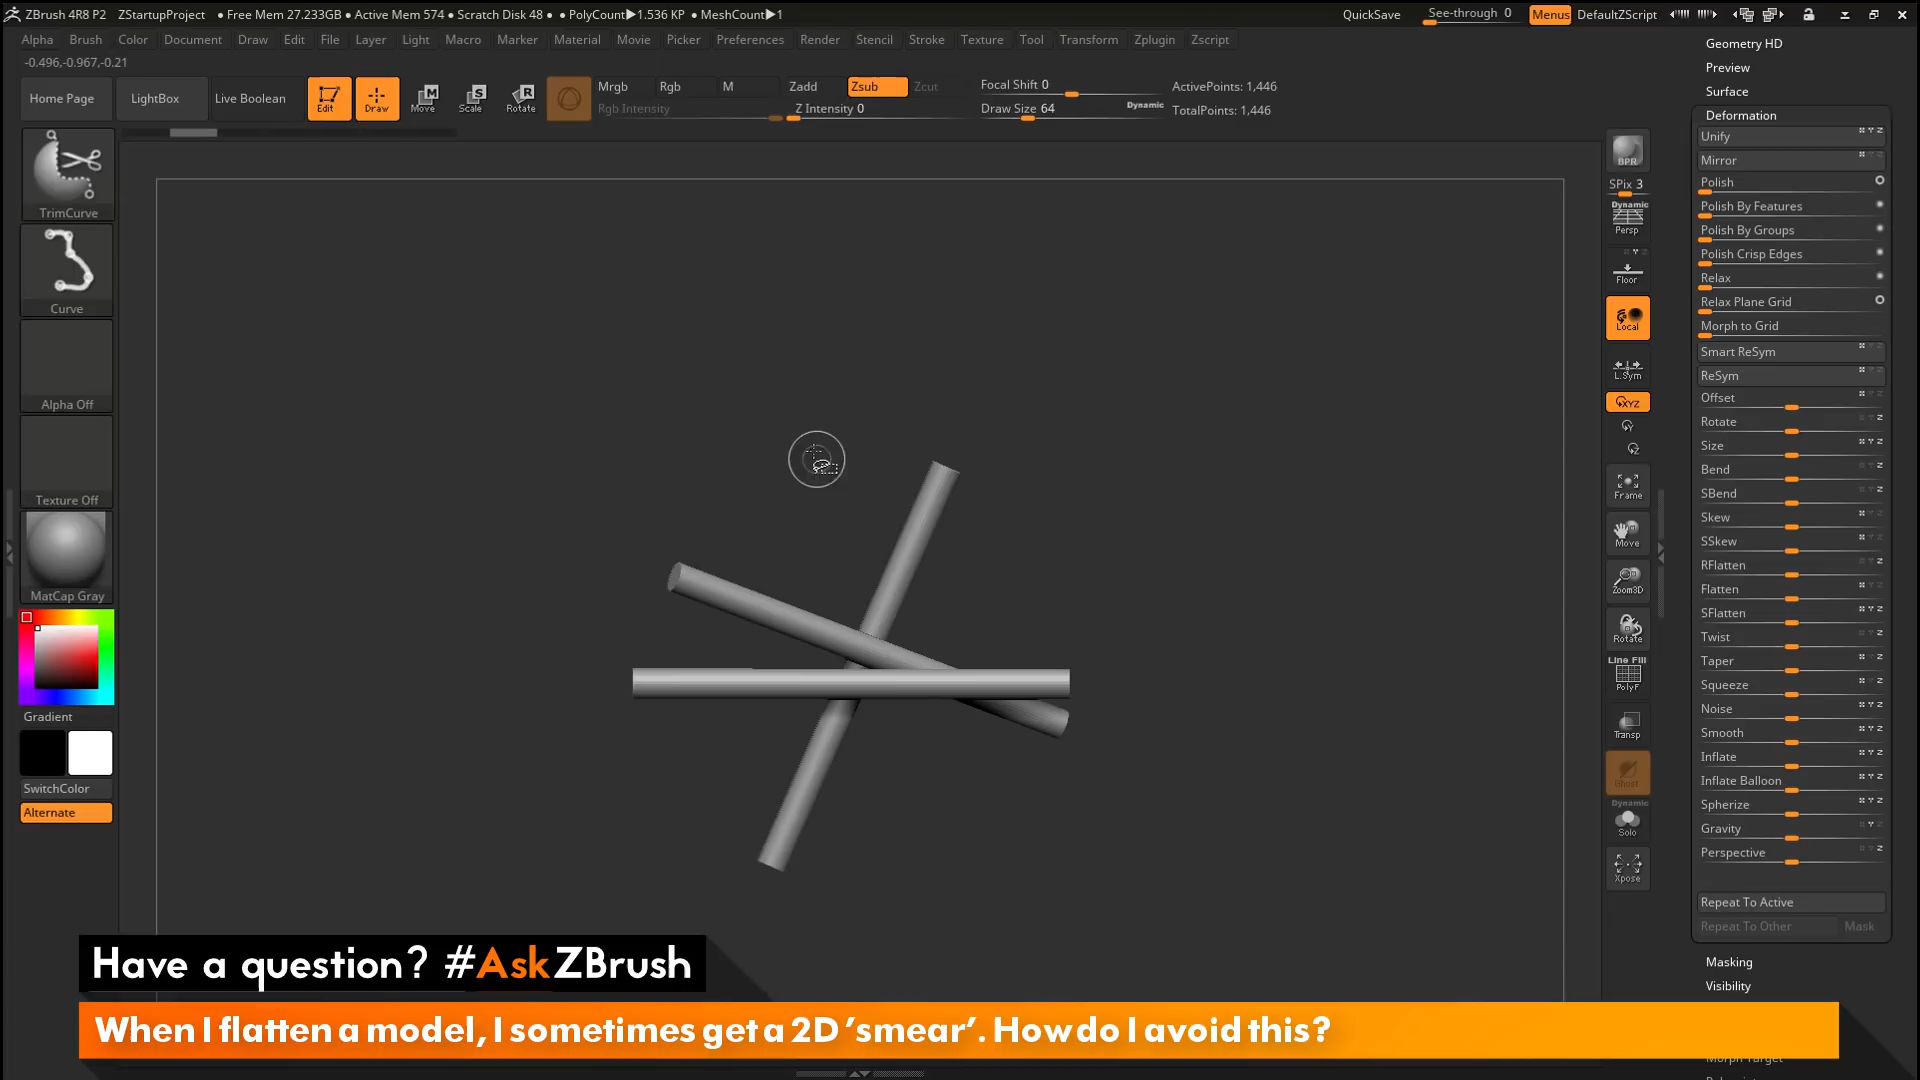 ZBrush 4R8 P2 ZStartupProject • Free Mem 27.233GB • Active Mem 574 • Scratch Disk 48 • • PolyCount▶1.536 KP • MeshCount▶1 QuickSave See-through 0 Menus DefaultZScript
Alpha Brush Color Document Draw Edit File Layer Light Macro Marker Material Movie Picker Preferences Render Stencil Stroke Texture Tool Transform Zplugin Zscript
-0.496,-0.967,-0.21
Home Page LightBox Live Boolean Edit Draw Move Scale Rotate
Mrgb Rgb M Zadd Zsub Zcut
Rgb Intensity Z Intensity 0
Focal Shift 0
Draw Size 64 Dynamic
ActivePoints: 1,446
TotalPoints: 1,446
TrimCurve
Curve
Alpha Off
Texture Off
MatCap Gray
Gradient
SwitchColor
Alternate
BPR
SPix 3
Dynamic
Persp
Floor
Local
L.Sym
XYZ
Y
Z
Frame
Move
Zoom3D
Rotate
Line Fill
PolyF
Transp
Ghost
Dynamic
Solo
Xpose
Geometry HD
Preview
Surface
Deformation
Unify
Mirror
Polish
Polish By Features
Polish By Groups
Polish Crisp Edges
Relax
Relax Plane Grid
Morph to Grid
Smart ReSym
ReSym
Offset
Rotate
Size
Bend
SBend
Skew
SSkew
RFlatten
Flatten
SFlatten
Twist
Taper
Squeeze
Noise
Smooth
Inflate
Inflate Balloon
Spherize
Gravity
Perspective
Repeat To Active
Repeat To Other Mask
Masking
Visibility
Have a question? #AskZBrush
When I flatten a model, I sometimes get a 2D 'smear'. How do I avoid this?
Morph Target